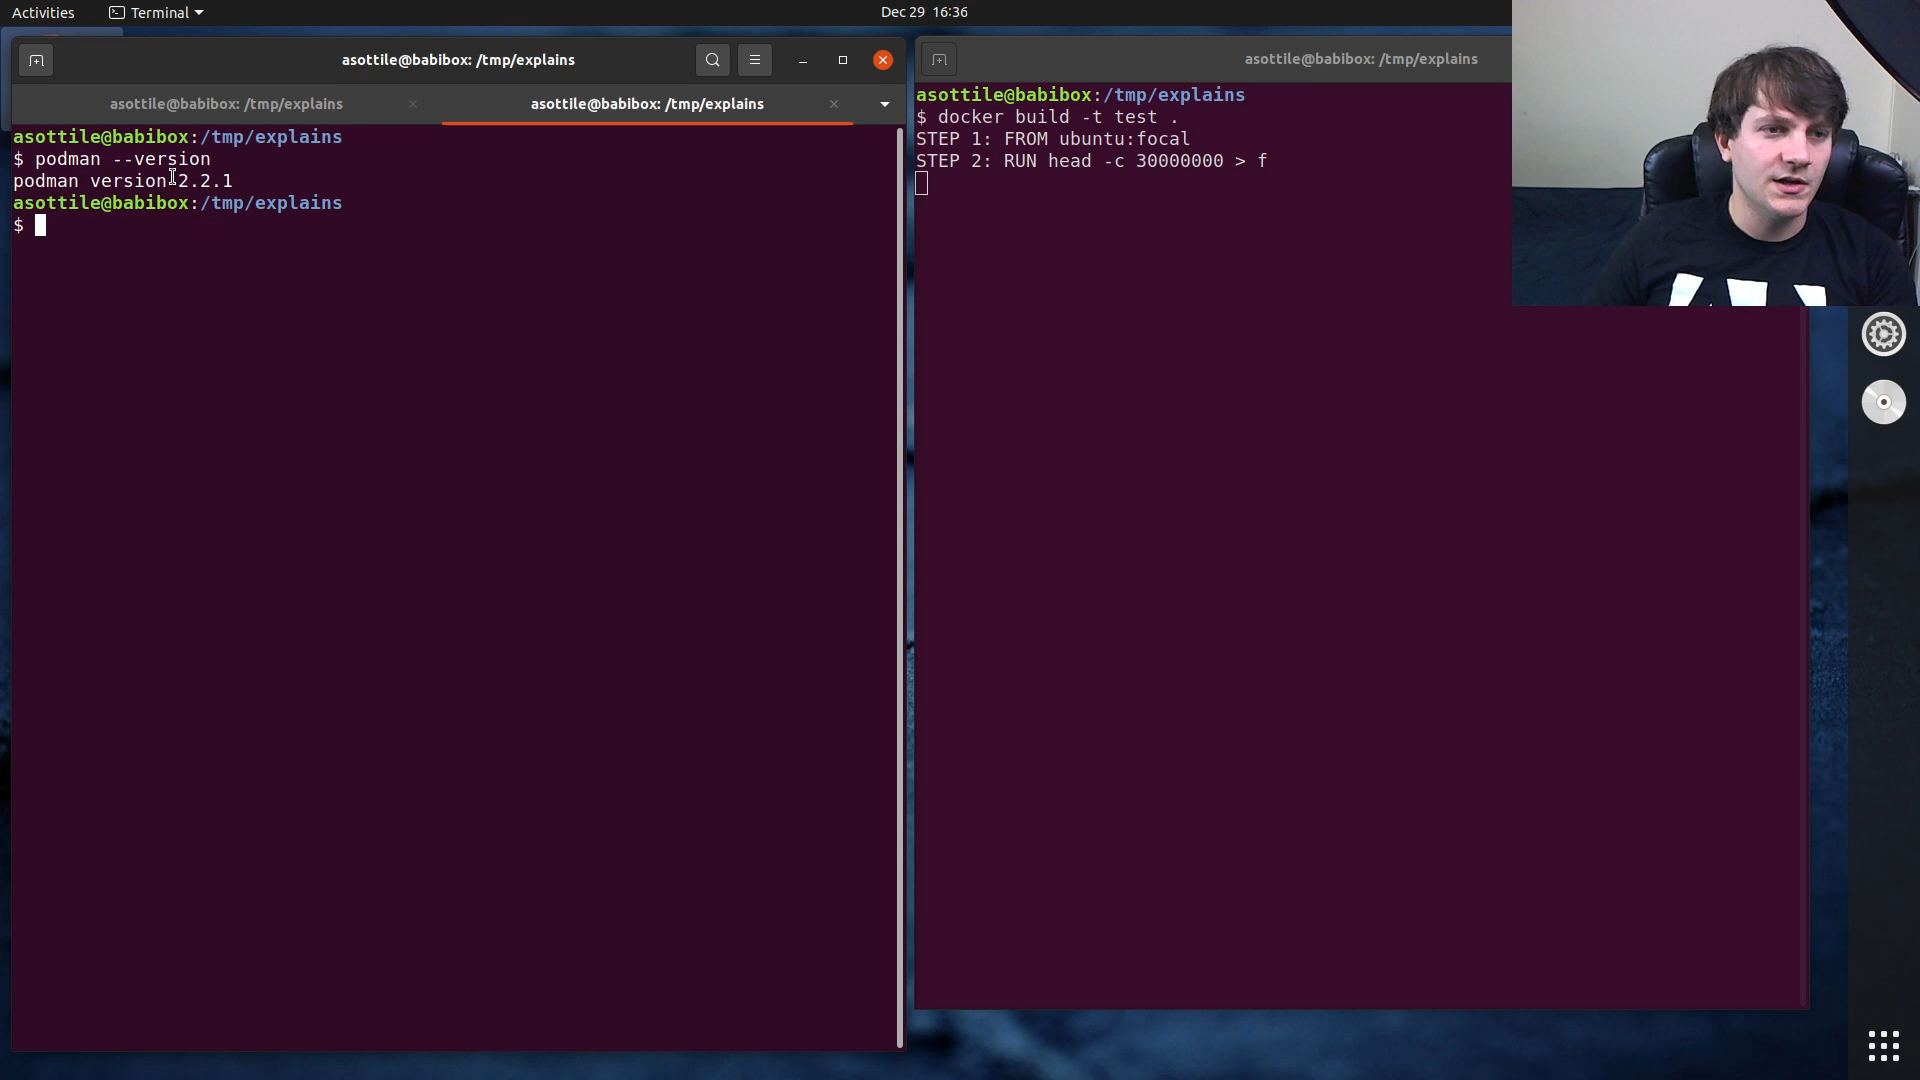 Activities
Terminal
Dec 29 16:36
asottile@babibox: /tmp/explains
asottile@babibox: /tmp/explains
asottile@babibox: /tmp/explains
asottile@babibox:/tmp/explains
$ podman --version
podman version 2.2.1
asottile@babibox:/tmp/explains
$
asottile@babibox: /tmp/explains
asottile@babibox:/tmp/explains
$ docker build -t test .
STEP 1: FROM ubuntu:focal
STEP 2: RUN head -c 30000000 > f